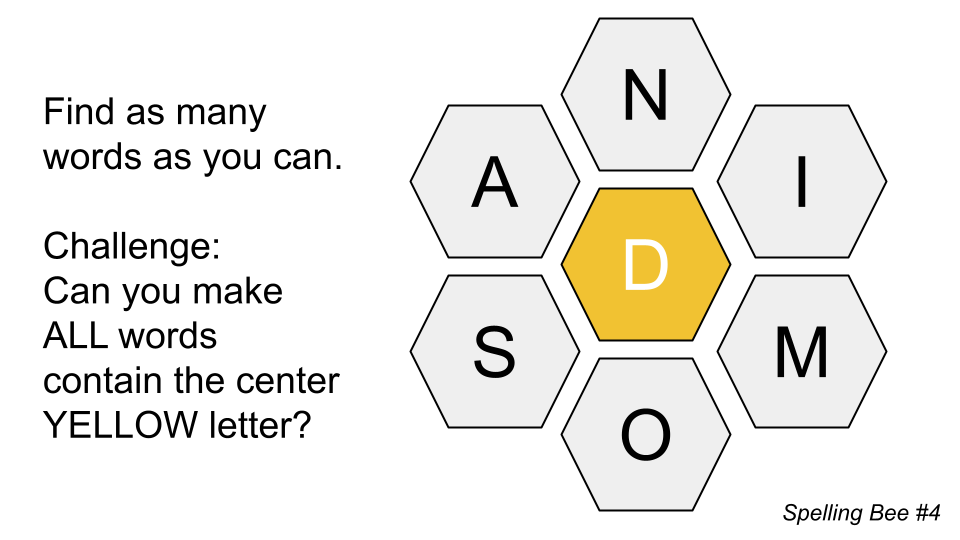 Find as many
words as you can.
Challenge:
Can you make
ALL words
contain the center
YELLOW letter?
N
A
I
D
S
M
O
Spelling Bee #4